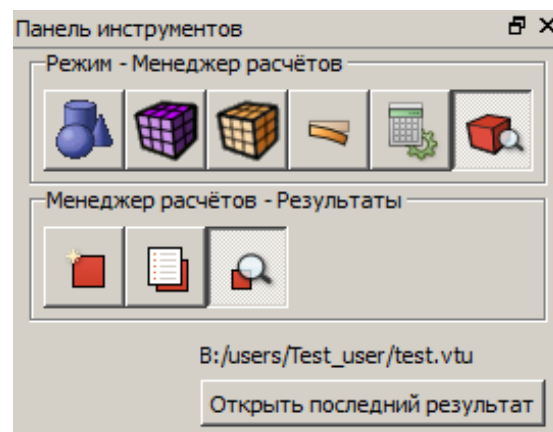 Панель инструментов
Режим - Менеджер расчётов
Менеджер расчётов - Результаты
B:/users/Test_user/test.vtu
Открыть последний результат